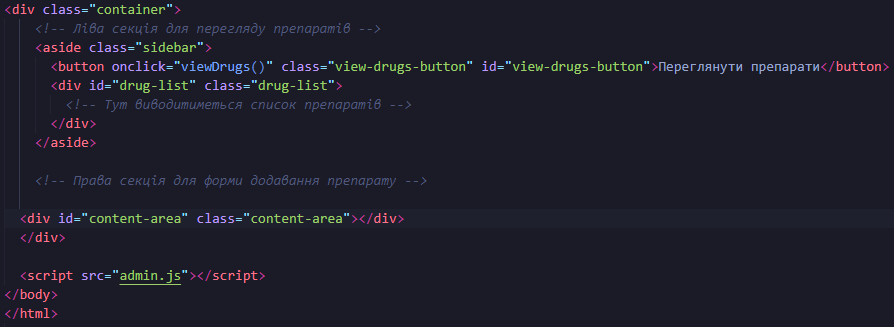 <div class="container">
<!-- Ліва секція для перегляду препаратів -->
<aside class="sidebar">
<button onclick="viewDrugs()" class="view-drugs-button" id="view-drugs-button">Переглянути препарати</button>
<div id="drug-list" class="drug-list">
<!-- Тут виводитиметься список препаратів -->
</div>
</aside>
<!-- Права секція для форми додавання препарату -->
<div id="content-area" class="content-area"></div>
</div>
<script src="admin.js"></script>
</body>
</html>